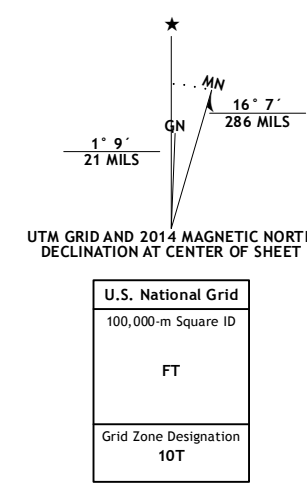 ★
MN
GN
16° 7´
286 MILS
1° 9´
21 MILS
UTM GRID AND 2014 MAGNETIC NORT
DECLINATION AT CENTER OF SHEET
U.S. National Grid
100,000-m Square ID
FT
Grid Zone Designation
10T